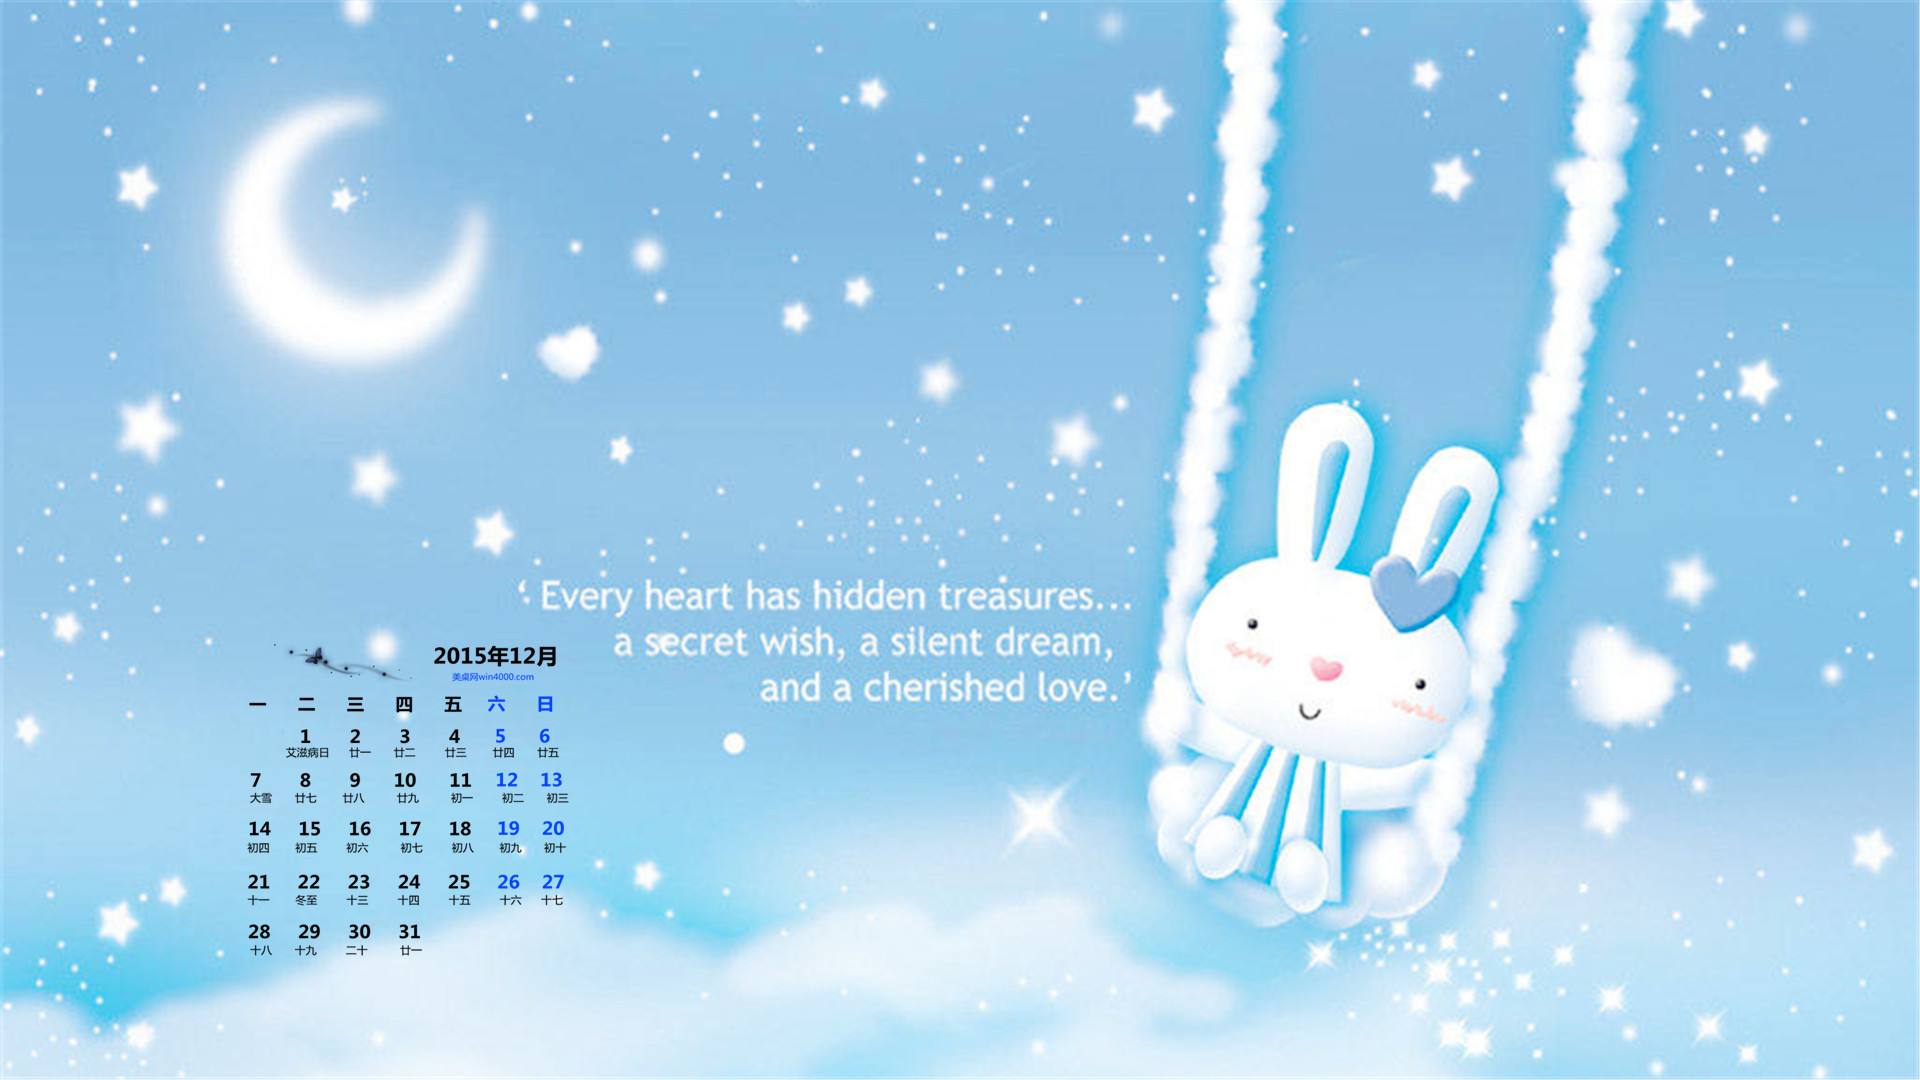 ‘Every heart has hidden treasures...
a secret wish, a silent dream,
and a cherished love.’
2015年12月
美桌网win4000.com
一 二 三 四 五 六 日
1 2 3 4 5 6
艾滋病日 廿一 廿二 廿三 廿四 廿五
7 8 9 10 11 12 13
大雪 廿七 廿八 廿九 初一 初二 初三
14 15 16 17 18 19 20
初四 初五 初六 初七 初八 初九 初十
21 22 23 24 25 26 27
十一 冬至 十三 十四 十五 十六 十七
28 29 30 31
十八 十九 二十 廿一